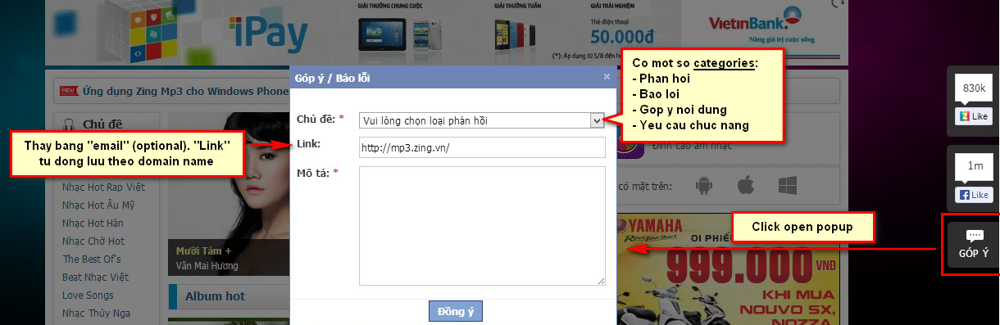 iPay
GIẢI THƯỞNG CHUNG CUỘC
GIẢI THƯỞNG TUẦN
GIẢI THƯỞNG
Thẻ điện thoại
50.000đ
(*): Áp dụng từ 5/8 đến
VietinBank
Nâng giá trị cuộc sống
NEW Ứng dụng Zing Mp3 cho Windows Phone
Góp ý / Báo lỗi
×
Chủ đề: *
Vui lòng chọn loại phản hồi
Link:
http://mp3.zing.vn/
Mô tả: *
Đồng ý
Co mot so categories:
- Phan hoi
- Bao loi
- Gop y noi dung
- Yeu cau chuc nang
Thay bang "email" (optional). "Link"
tu dong luu theo domain name
Chủ đề
Nhạc Hot Rap Việt
Nhạc Hot Âu Mỹ
Nhạc Hot Hàn
Nhạc Chờ Hot
The Best Of's
Beat Nhạc Việt
Love Songs
Nhạc Thúy Nga
Mười Tám +
Văn Mai Hương
Album hot
Đỉnh cao âm nhạc
có mặt trên:
Click open popup
YAMAHA
Revs Your Heart
999.000 VNĐ
KHI MUA
NOUVO SX,
NOZZA
830k
Like
1m
Like
GÓP Ý